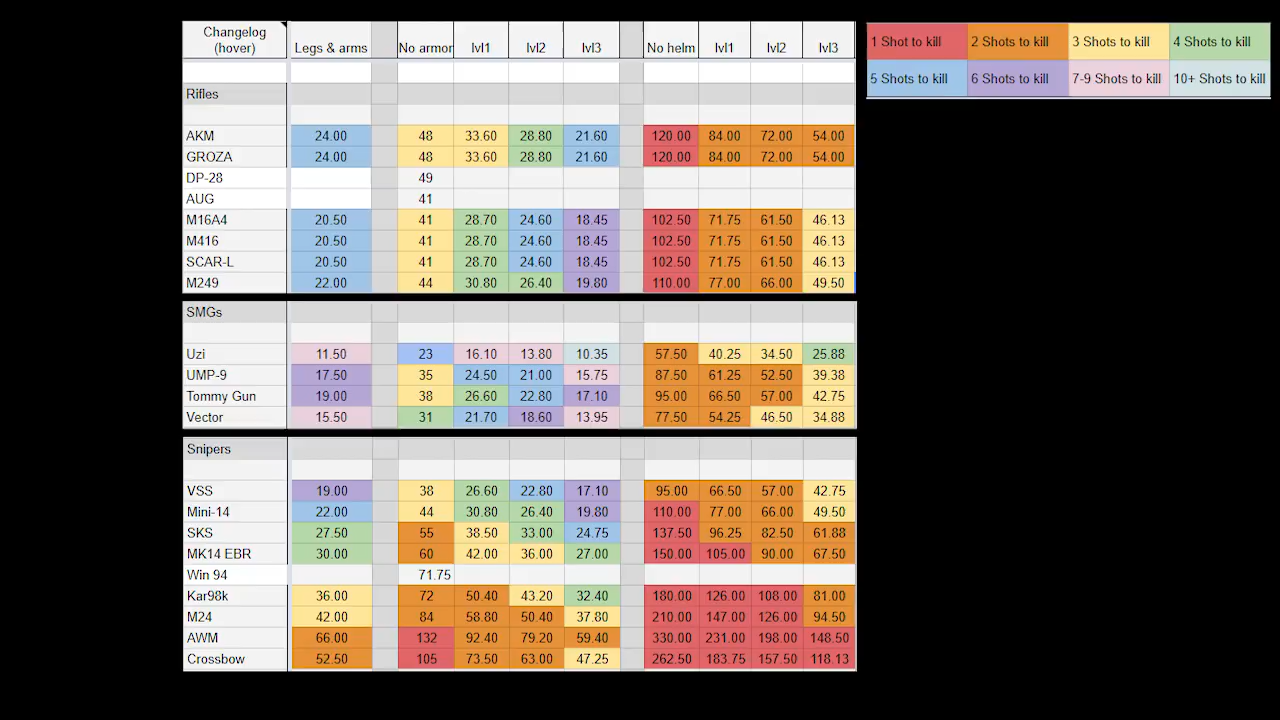 Changelog
(hover) Legs & arms No armor lvl1 lvl2 lvl3 No helm lvl1 lvl2 lvl3
1 Shot to kill 2 Shots to kill 3 Shots to kill 4 Shots to kill
5 Shots to kill 6 Shots to kill 7-9 Shots to kill 10+ Shots to kill
Rifles
AKM 24.00 48 33.60 28.80 21.60 120.00 84.00 72.00 54.00
GROZA 24.00 48 33.60 28.80 21.60 120.00 84.00 72.00 54.00
DP-28 49
AUG 41
M16A4 20.50 41 28.70 24.60 18.45 102.50 71.75 61.50 46.13
M416 20.50 41 28.70 24.60 18.45 102.50 71.75 61.50 46.13
SCAR-L 20.50 41 28.70 24.60 18.45 102.50 71.75 61.50 46.13
M249 22.00 44 30.80 26.40 19.80 110.00 77.00 66.00 49.50
SMGs
Uzi 11.50 23 16.10 13.80 10.35 57.50 40.25 34.50 25.88
UMP-9 17.50 35 24.50 21.00 15.75 87.50 61.25 52.50 39.38
Tommy Gun 19.00 38 26.60 22.80 17.10 95.00 66.50 57.00 42.75
Vector 15.50 31 21.70 18.60 13.95 77.50 54.25 46.50 34.88
Snipers
VSS 19.00 38 26.60 22.80 17.10 95.00 66.50 57.00 42.75
Mini-14 22.00 44 30.80 26.40 19.80 110.00 77.00 66.00 49.50
SKS 27.50 55 38.50 33.00 24.75 137.50 96.25 82.50 61.88
MK14 EBR 30.00 60 42.00 36.00 27.00 150.00 105.00 90.00 67.50
Win 94 71.75
Kar98k 36.00 72 50.40 43.20 32.40 180.00 126.00 108.00 81.00
M24 42.00 84 58.80 50.40 37.80 210.00 147.00 126.00 94.50
AWM 66.00 132 92.40 79.20 59.40 330.00 231.00 198.00 148.50
Crossbow 52.50 105 73.50 63.00 47.25 262.50 183.75 157.50 118.13